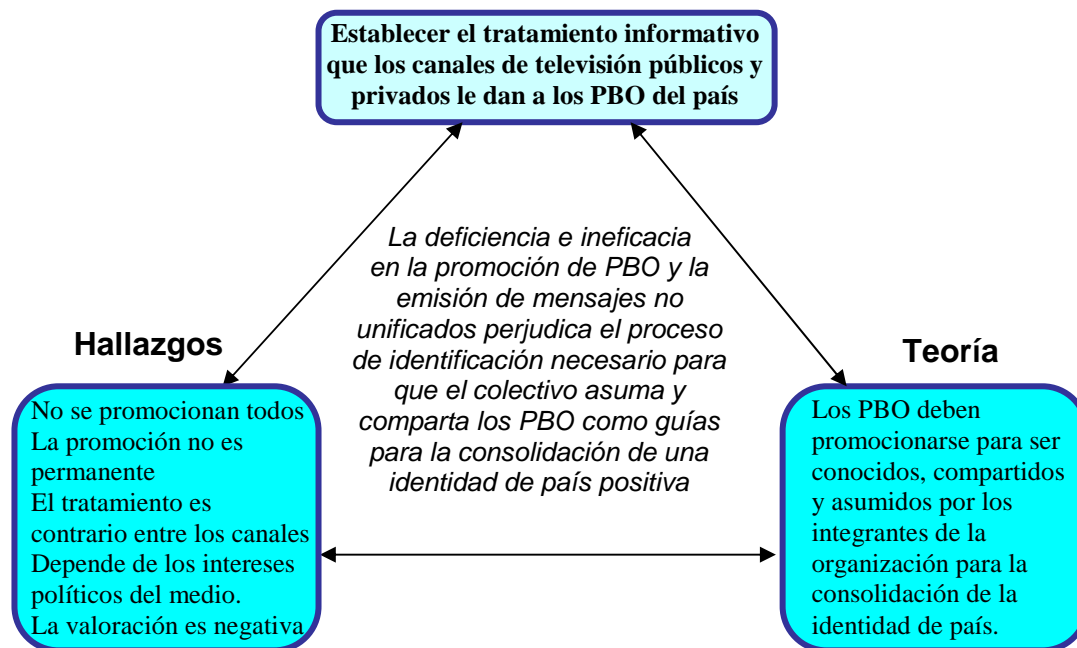 Establecer el tratamiento informativo
que los canales de televisión públicos y
privados le dan a los PBO del país
La deficiencia e ineficacia
en la promoción de PBO y la
emisión de mensajes no
unificados perjudica el proceso
de identificación necesario para
que el colectivo asuma y
comparta los PBO como guías
para la consolidación de una
identidad de país positiva
Hallazgos
No se promocionan todos
La promoción no es
permanente
El tratamiento es
contrario entre los canales
Depende de los intereses
políticos del medio.
La valoración es negativa
Teoría
Los PBO deben
promocionarse para ser
conocidos, compartidos
y asumidos por los
integrantes de la
organización para la
consolidación de la
identidad de país.